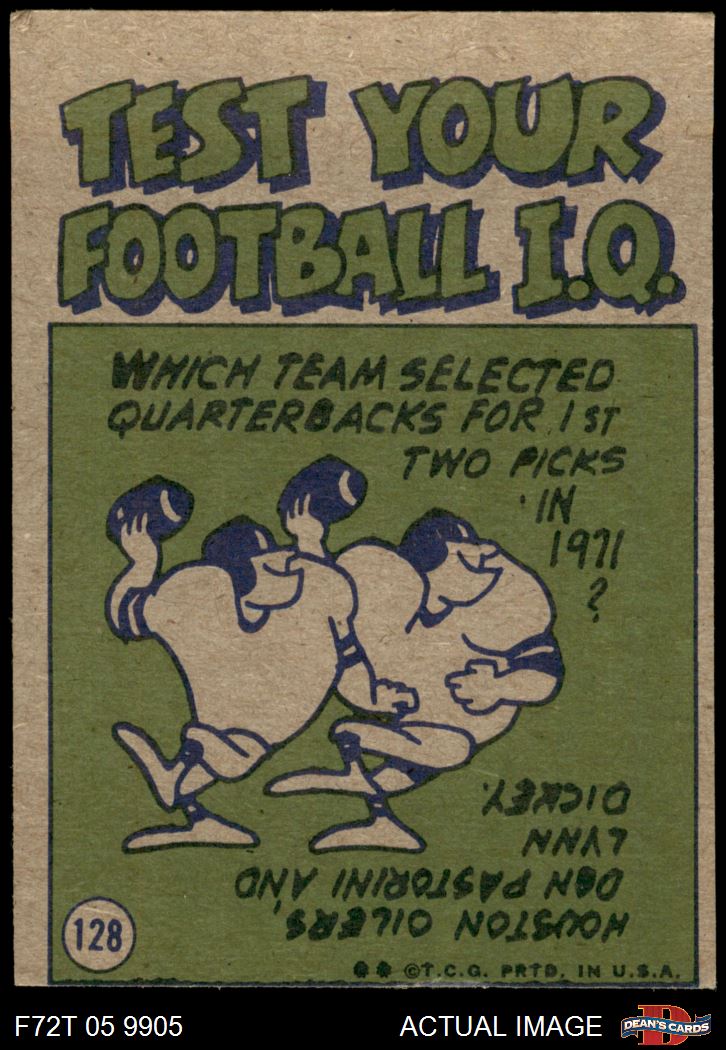 TEST YOUR
FOOTBALL I.Q.
WHICH TEAM SELECTED
QUARTERBACKS FOR 1ST
TWO PICKS
IN
1971
?
HOUSTON OILERS,
DAN PASTORINI AND
LYNN
DICKEY.
128
** ©T.C.G. PRTD. IN U.S.A.
F72T 05 9905
ACTUAL IMAGE
D
DEAN'S CARDS